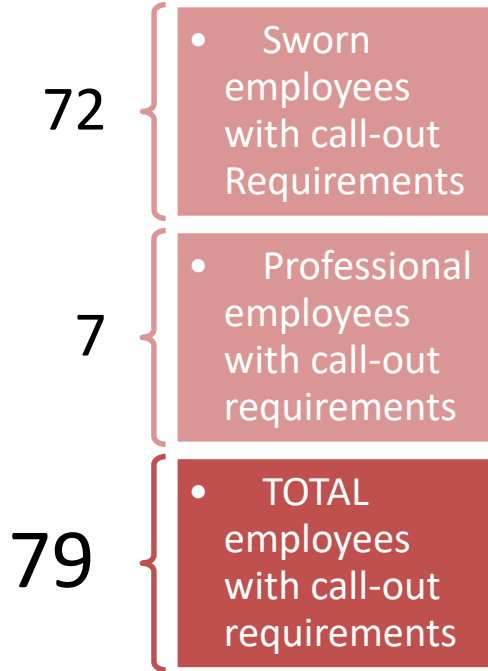 72
• Sworn
employees
with call-out
Requirements
7
• Professional
employees
with call-out
requirements
79
• TOTAL
employees
with call-out
requirements